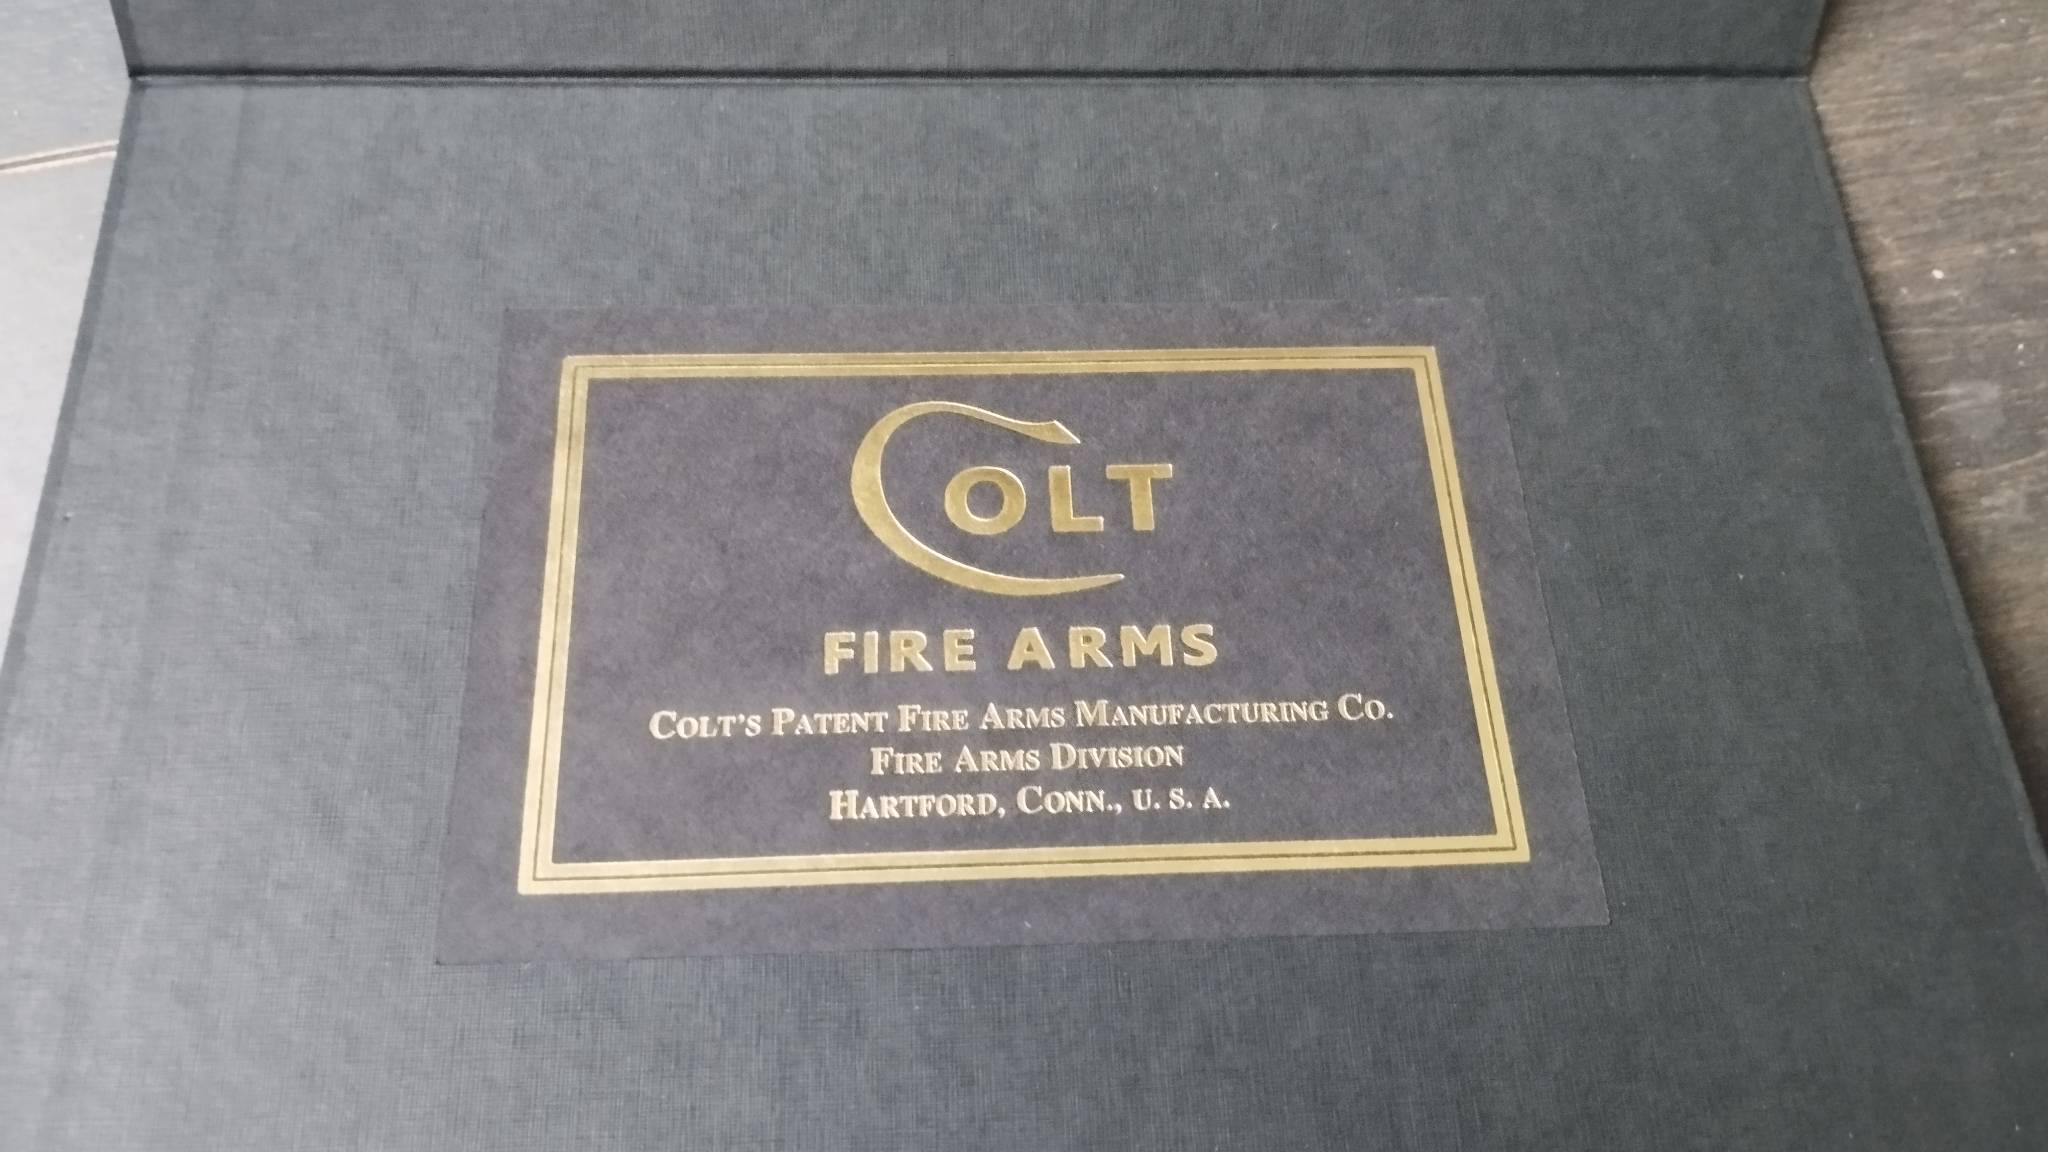 COLT
FIRE ARMS
COLT'S PATENT FIRE ARMS MANUFACTURING CO.
FIRE ARMS DIVISION
HARTFORD, CONN., U. S. A.